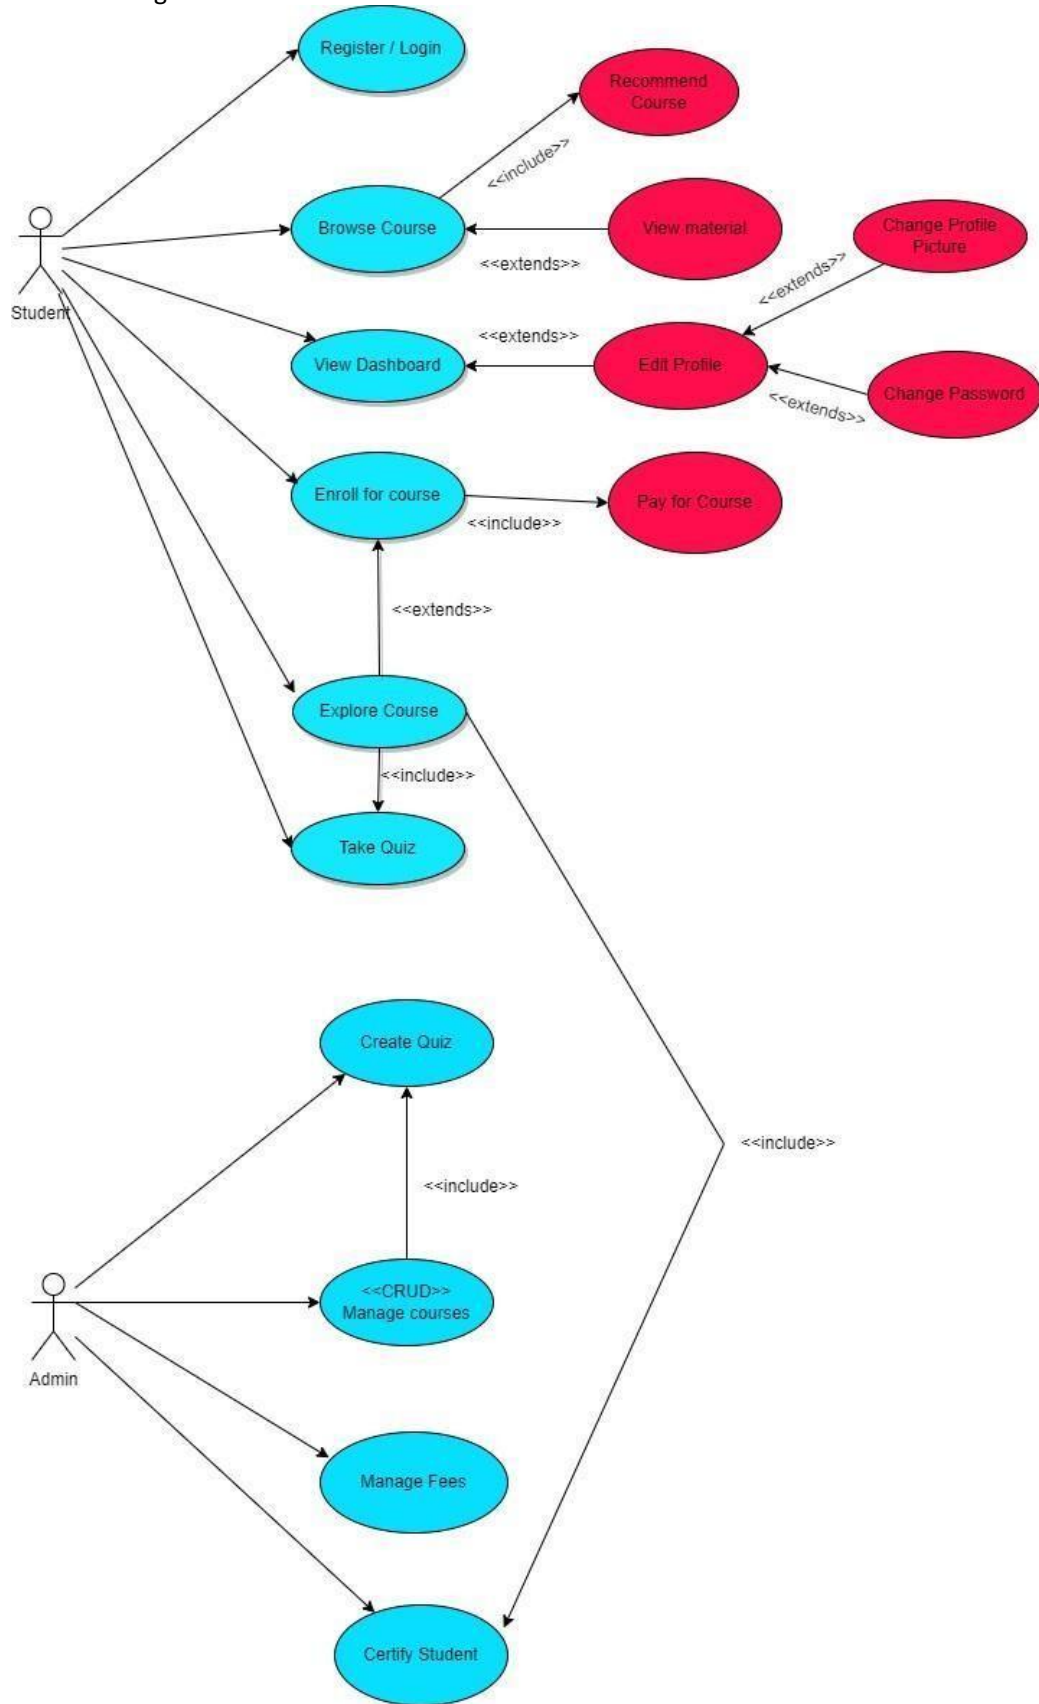 Register / Login
Recommend
Course
<<include>>
Browse Course
View material
<<extends>>
Change Profile
Picture
<<extends>>
Student
View Dashboard
<<extends>>
Edit Profile
Change Password
<<extends>>
Enroll for course
<<include>>
Pay for Course
<<extends>>
Explore Course
<<include>>
Take Quiz
Create Quiz
<<include>>
<<include>>
<<CRUD>>
Manage courses
Admin
Manage Fees
Certify Student